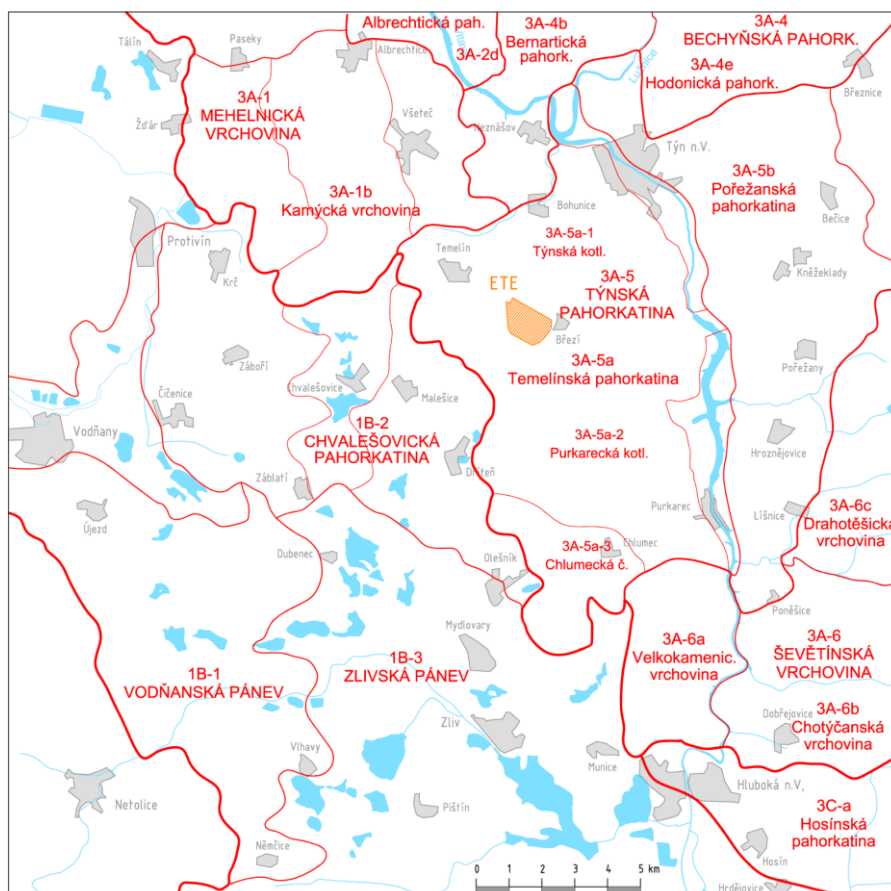 Albrechtická pah.
3A-4b
Bernartická
pahork.
3A-4
BECHYŇSKÁ PAHORK.
3A-2d
3A-4e
Hodonická pahork.
Lužnice
Tálín
Paseky
Albrechtice
Březnice
3A-1
MEHELNICKÁ
VRCHOVINA
Žďár
Všeteč
Neznášov
Týn n.V.
3A-5b
Pořežanská
pahorkatina
3A-1b
Kamýcká vrchovina
Bohunice
Bečice
Protivín
Krč
Temelín
3A-5a-1
Týnská kotl.
Kněžeklady
ETE
3A-5
TÝNSKÁ
PAHORKATINA
Březí
Záboří
Chvalešovice
Malešice
3A-5a
Temelínská pahorkatina
Pořežany
Čičenice
Vodňany
1B-2
CHVALEŠOVICKÁ
PAHORKATINA
3A-5a-2
Purkarecká kotl.
Hroznějovice
Záblatí
Dříteň
Purkarec
Újezd
Líšnice
3A-6c
Drahotěšická
vrchovina
Dubenec
Olešník
3A-5a-3
Chlumecká č.
Chlumec
Poněšice
Mydlovary
3A-6a
Velkokamenic.
vrchovina
3A-6
ŠEVĚTÍNSKÁ
VRCHOVINA
1B-1
VODŇANSKÁ PÁNEV
1B-3
ZLIVSKÁ PÁNEV
3A-6b
Chotýčanská
vrchovina
Dobřejovice
Zliv
Vlhavy
Munice
Hluboká n.V,
Netolice
Pištín
3C-a
Hosínská
pahorkatina
Němčice
Hosín
Hrdějovice
0 1 2 3 4 5 km